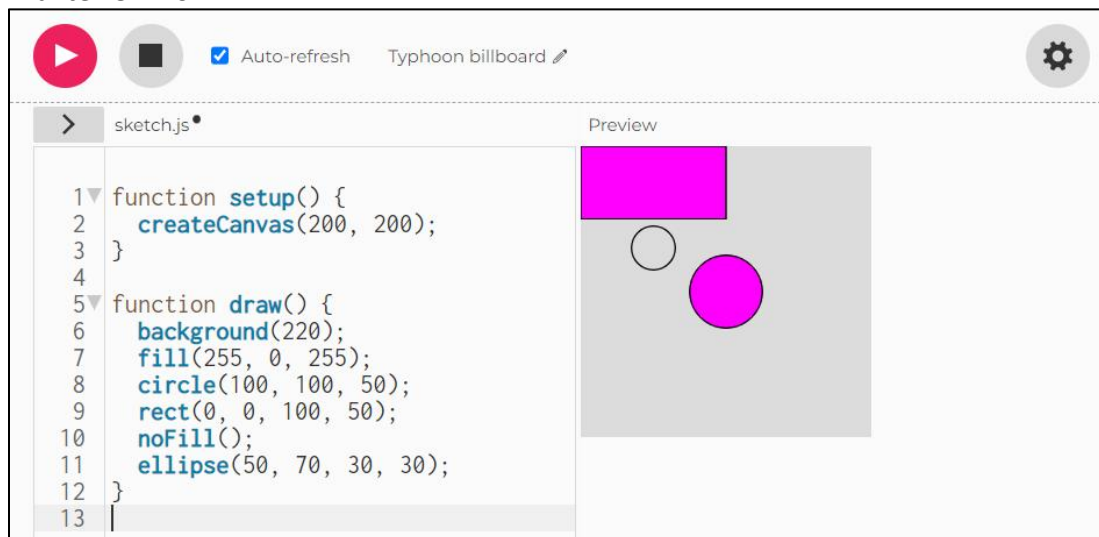 Auto-refresh
Typhoon billboard
sketch.js
Preview
1 function setup() {
2   createCanvas(200, 200);
3 }
4
5 function draw() {
6   background(220);
7   fill(255, 0, 255);
8   circle(100, 100, 50);
9   rect(0, 0, 100, 50);
10   noFill();
11   ellipse(50, 70, 30, 30);
12 }
13